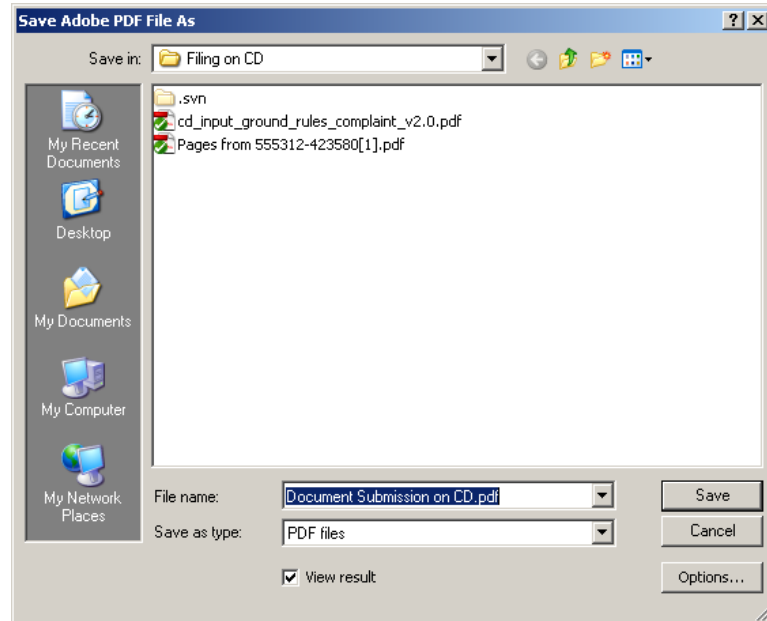 Save Adobe PDF File As
Save in: Filing on CD
.svn
cd_input_ground_rules_complaint_v2.0.pdf
Pages from 555312-423580[1].pdf
My Recent
Documents
Desktop
My Documents
My Computer
My Network
Places
File name: Document Submission on CD.pdf Save
Save as type: PDF files Cancel
View result Options...